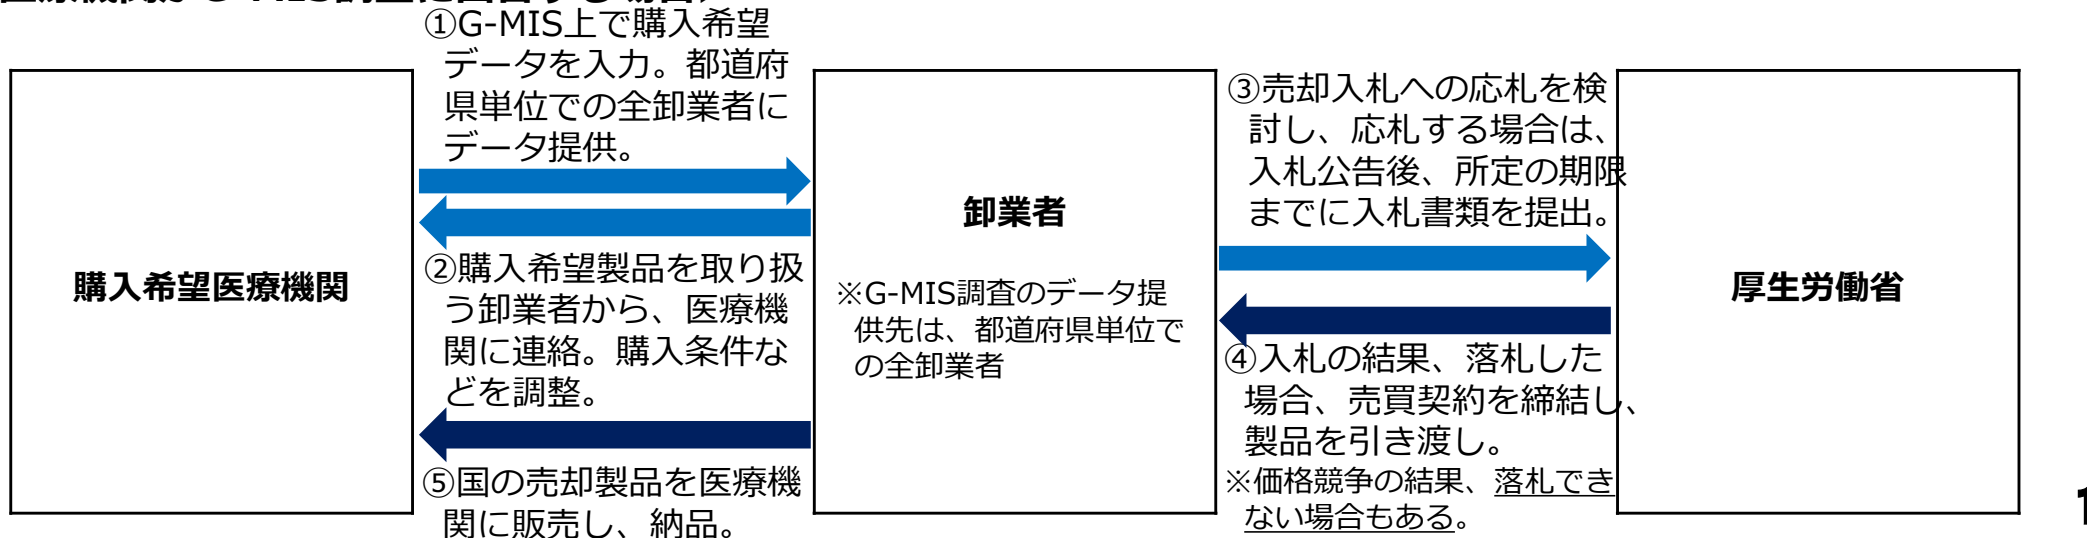 ①G-MIS上で購入希望
データを入力。都道府
県単位での全卸業者に
データ提供。
購入希望医療機関
②購入希望製品を取り扱
う卸業者から、医療機
関に連絡。購入条件な
どを調整。
⑤国の売却製品を医療機
関に販売し、納品。
卸業者
※G-MIS調査のデータ提
供先は、都道府県単位で
の全卸業者
③売却入札への応札を検
討し、応札する場合は、
入札公告後、所定の期限
までに入札書類を提出。
④入札の結果、落札した
場合、売買契約を締結し、
製品を引き渡し。
※価格競争の結果、落札でき
ない場合もある。
厚生労働省